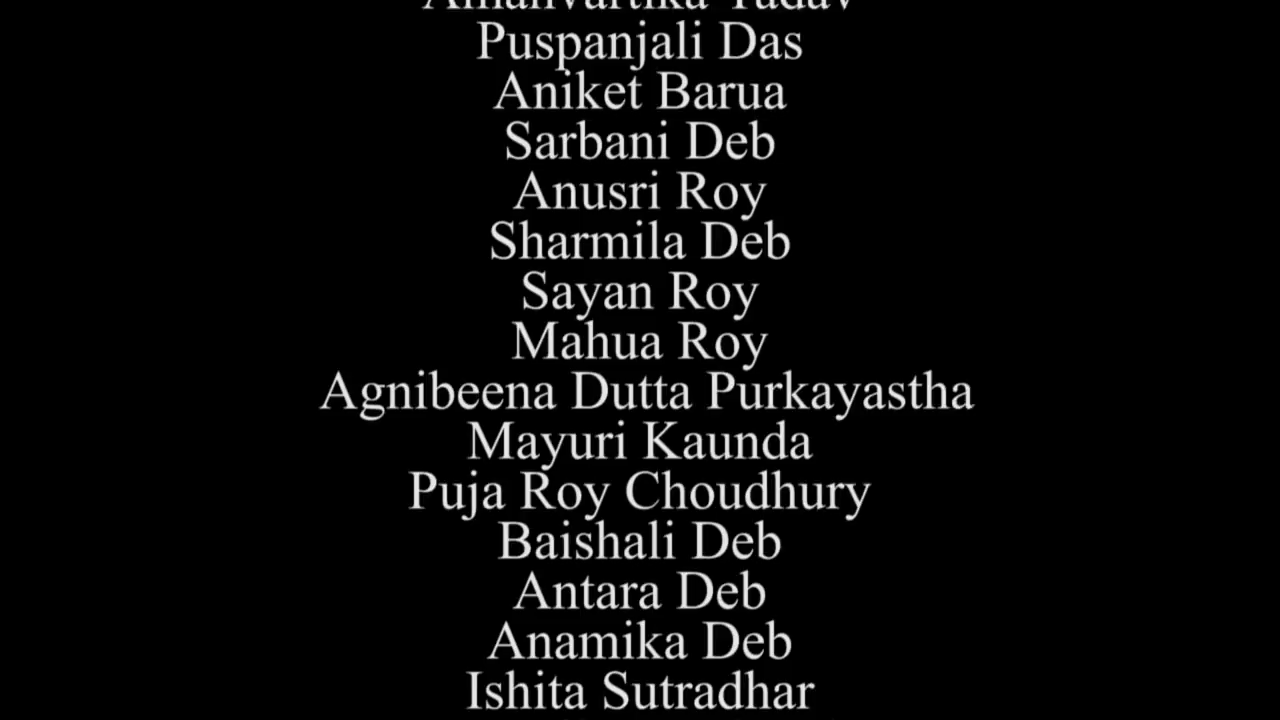 Puspanjali Das
Aniket Barua
Sarbani Deb
Anusri Roy
Sharmila Deb
Sayan Roy
Mahua Roy
Agnibeena Dutta Purkayastha
Mayuri Kaunda
Puja Roy Choudhury
Baishali Deb
Antara Deb
Anamika Deb
Ishita Sutradhar